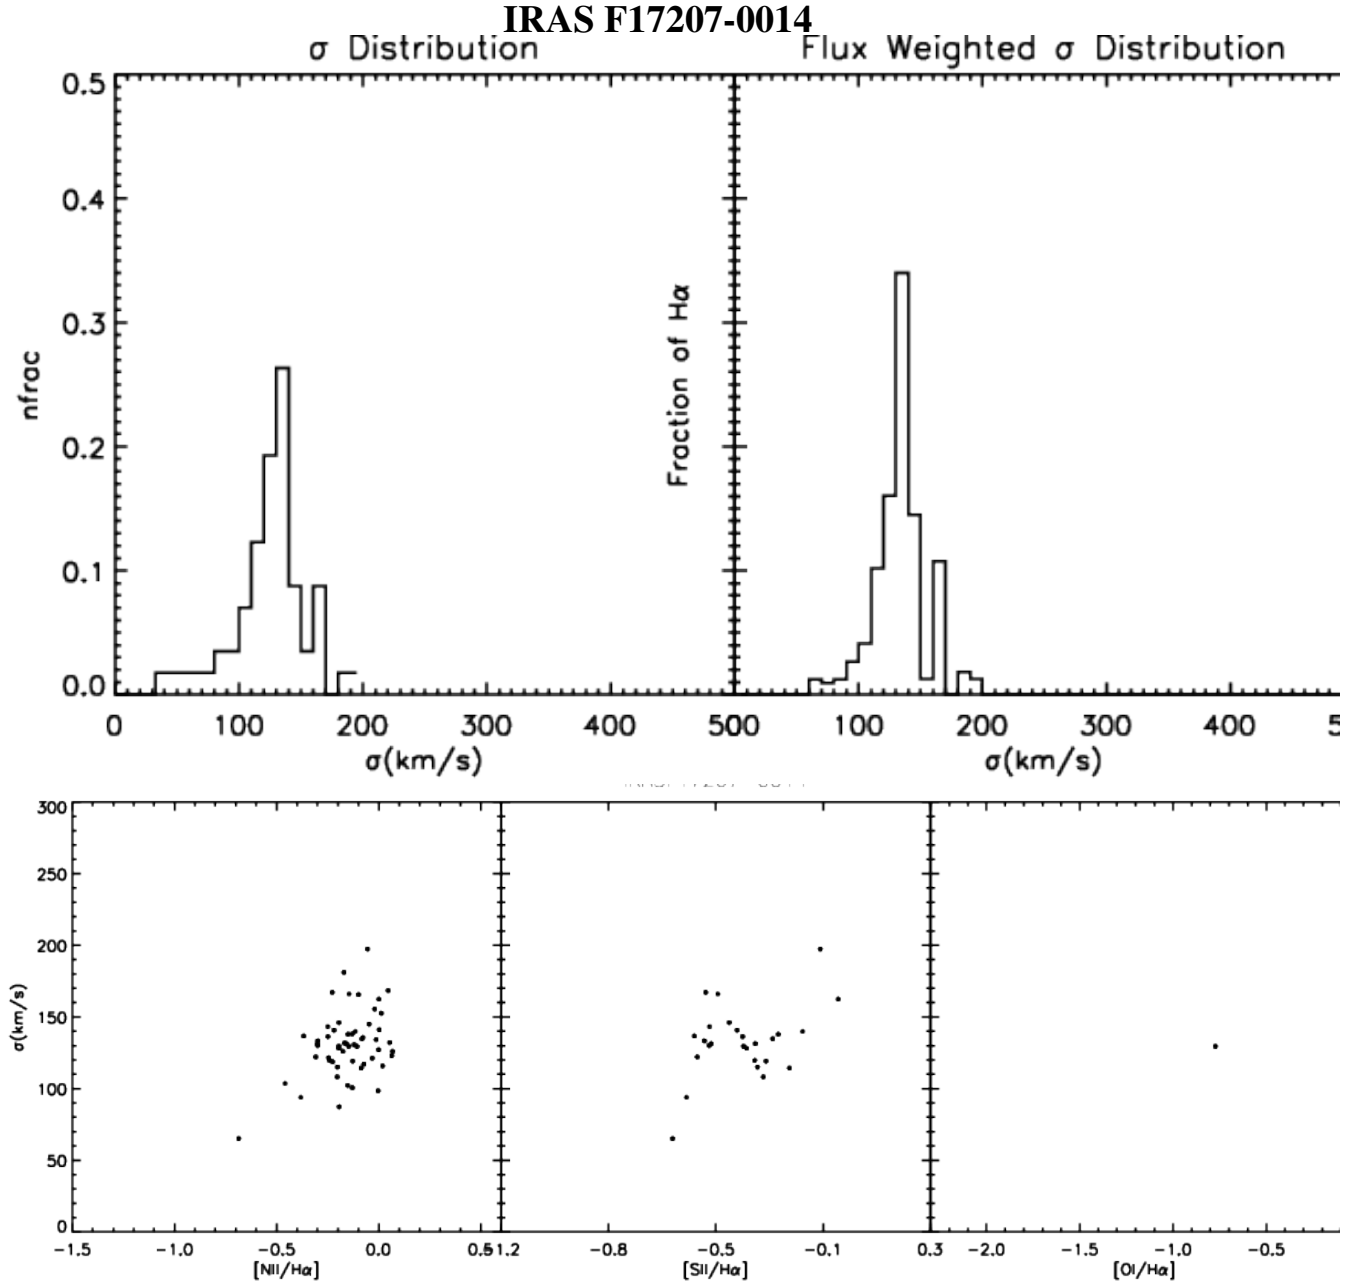 IRAS F17207-0014
σ Distribution
Flux Weighted σ Distribution
0.5
0.4
0.3
0.2
0.1
0.0
nfrac
Fraction of Hα
0 100 200 300 400 500 100 200 300 400 5
σ(km/s) σ(km/s)
300
250
200
150
100
50
0
σ(km/s)
-1.5 -1.0 -0.5 0.0 0.5 1.2 -0.8 -0.5 -0.1 0.3 -2.0 -1.5 -1.0 -0.5
[NII/Hα] [SII/Hα] [OI/Hα]